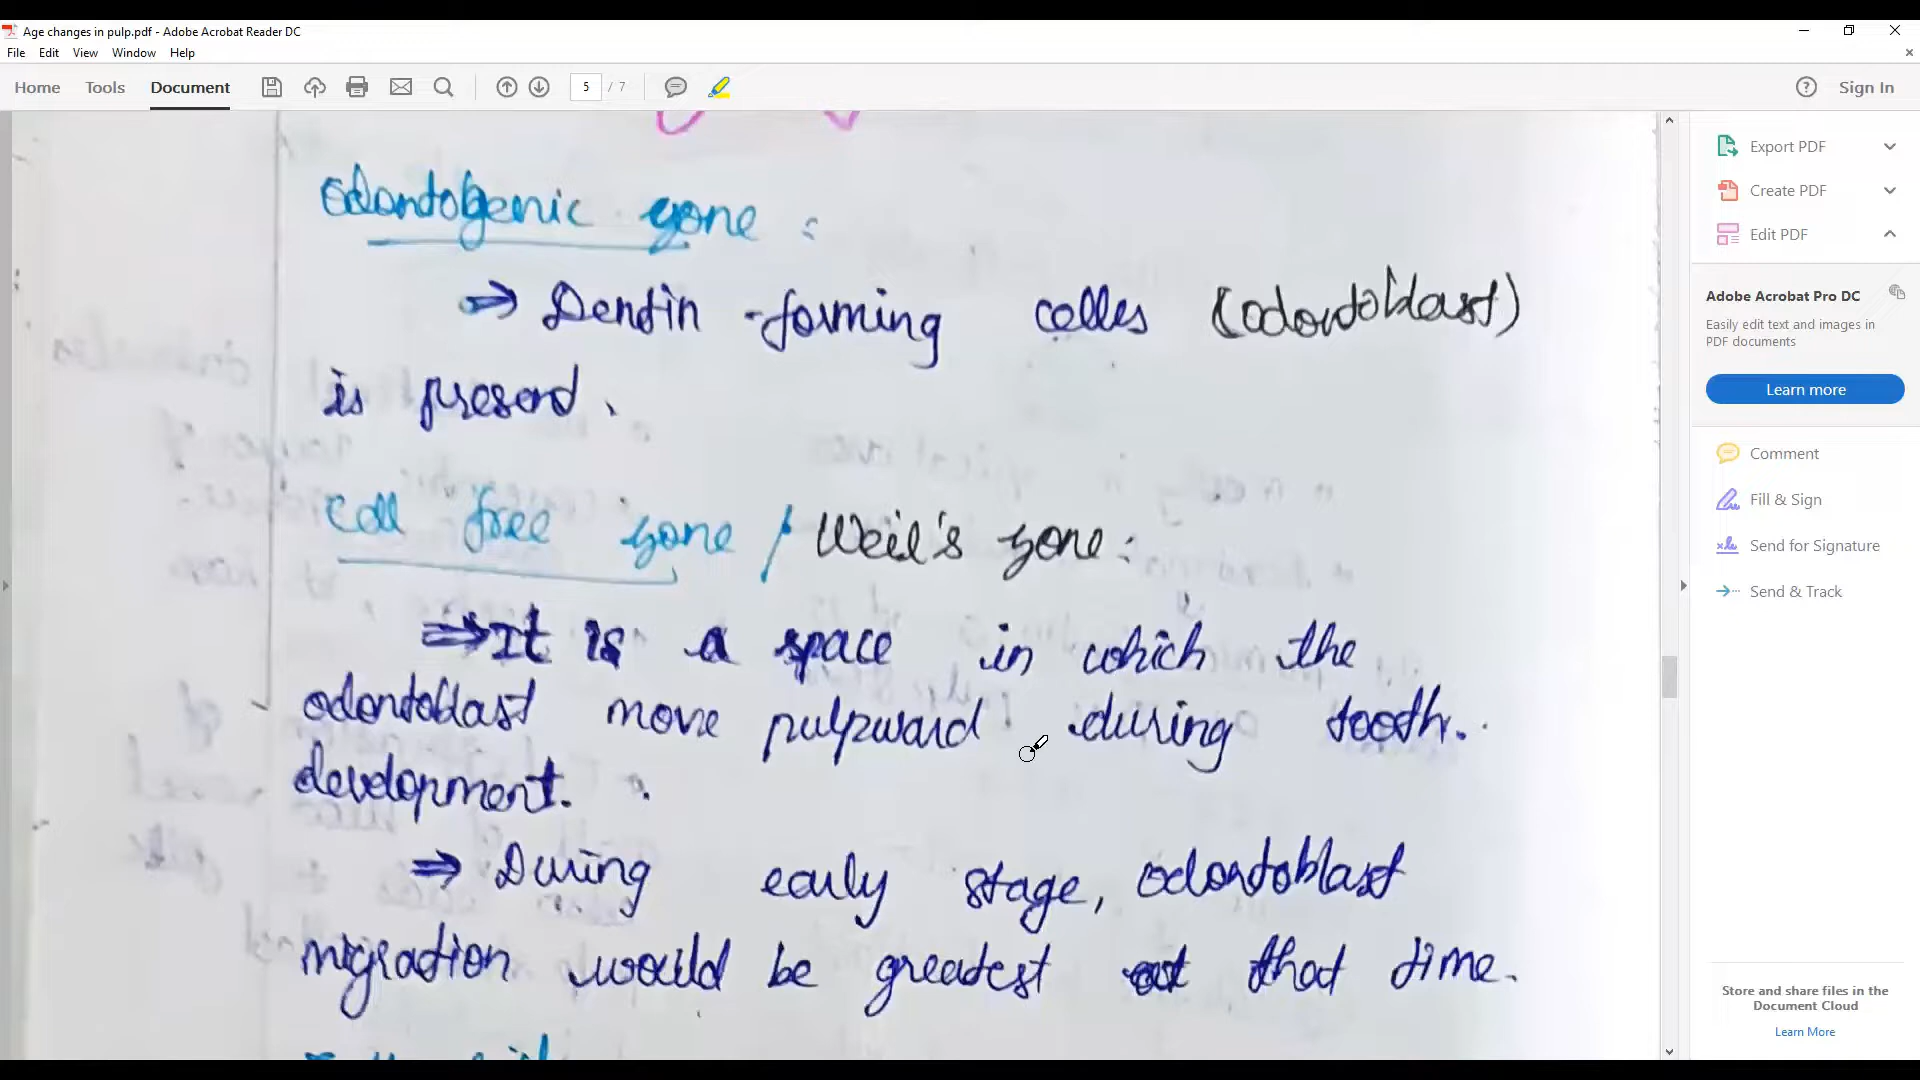 Age changes in pulp.pdf - Adobe Acrobat Reader DC
File Edit View Window Help
Home Tools Document 5 / 7 Sign In
odontogenic zone :
⇒ Dentin -forming celles (odontoblast)
is present.
cell free zone / Weil's zone :
⇒ It is a space in which the
odontoblast move pulpward during tooth.
development.
⇒ During early stage, odontoblast
migration would be greatest at that time.
Export PDF
Create PDF
Edit PDF
Adobe Acrobat Pro DC
Easily edit text and images in
PDF documents
Learn more
Comment
Fill & Sign
Send for Signature
Send & Track
Store and share files in the
Document Cloud
Learn More